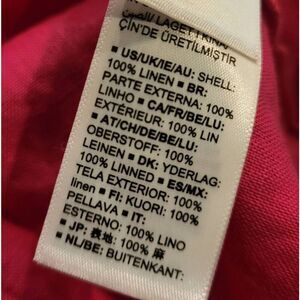 LAGET I KINA
ÇİN'DE ÜRETİLMİŞTİR
■ US/UK/IE/AU: SHELL:
100% LINEN ■ BR:
PARTE EXTERNA: 100%
LINHO ■ CA/FR/BE/LU:
EXTÉRIEUR: 100% LIN
■ AT/CH/DE/BE/LU:
OBERSTOFF: 100%
LEINEN ■ DK: YDERLAG:
100% LINNED ■ ES/MX:
TELA EXTERIOR: 100%
linen ■ FI: KUORI: 100%
PELLAVA ■ IT:
ESTERNO: 100% LINO
■ JP: 表地: 100% 麻
■ NL/BE: BUITENKANT: